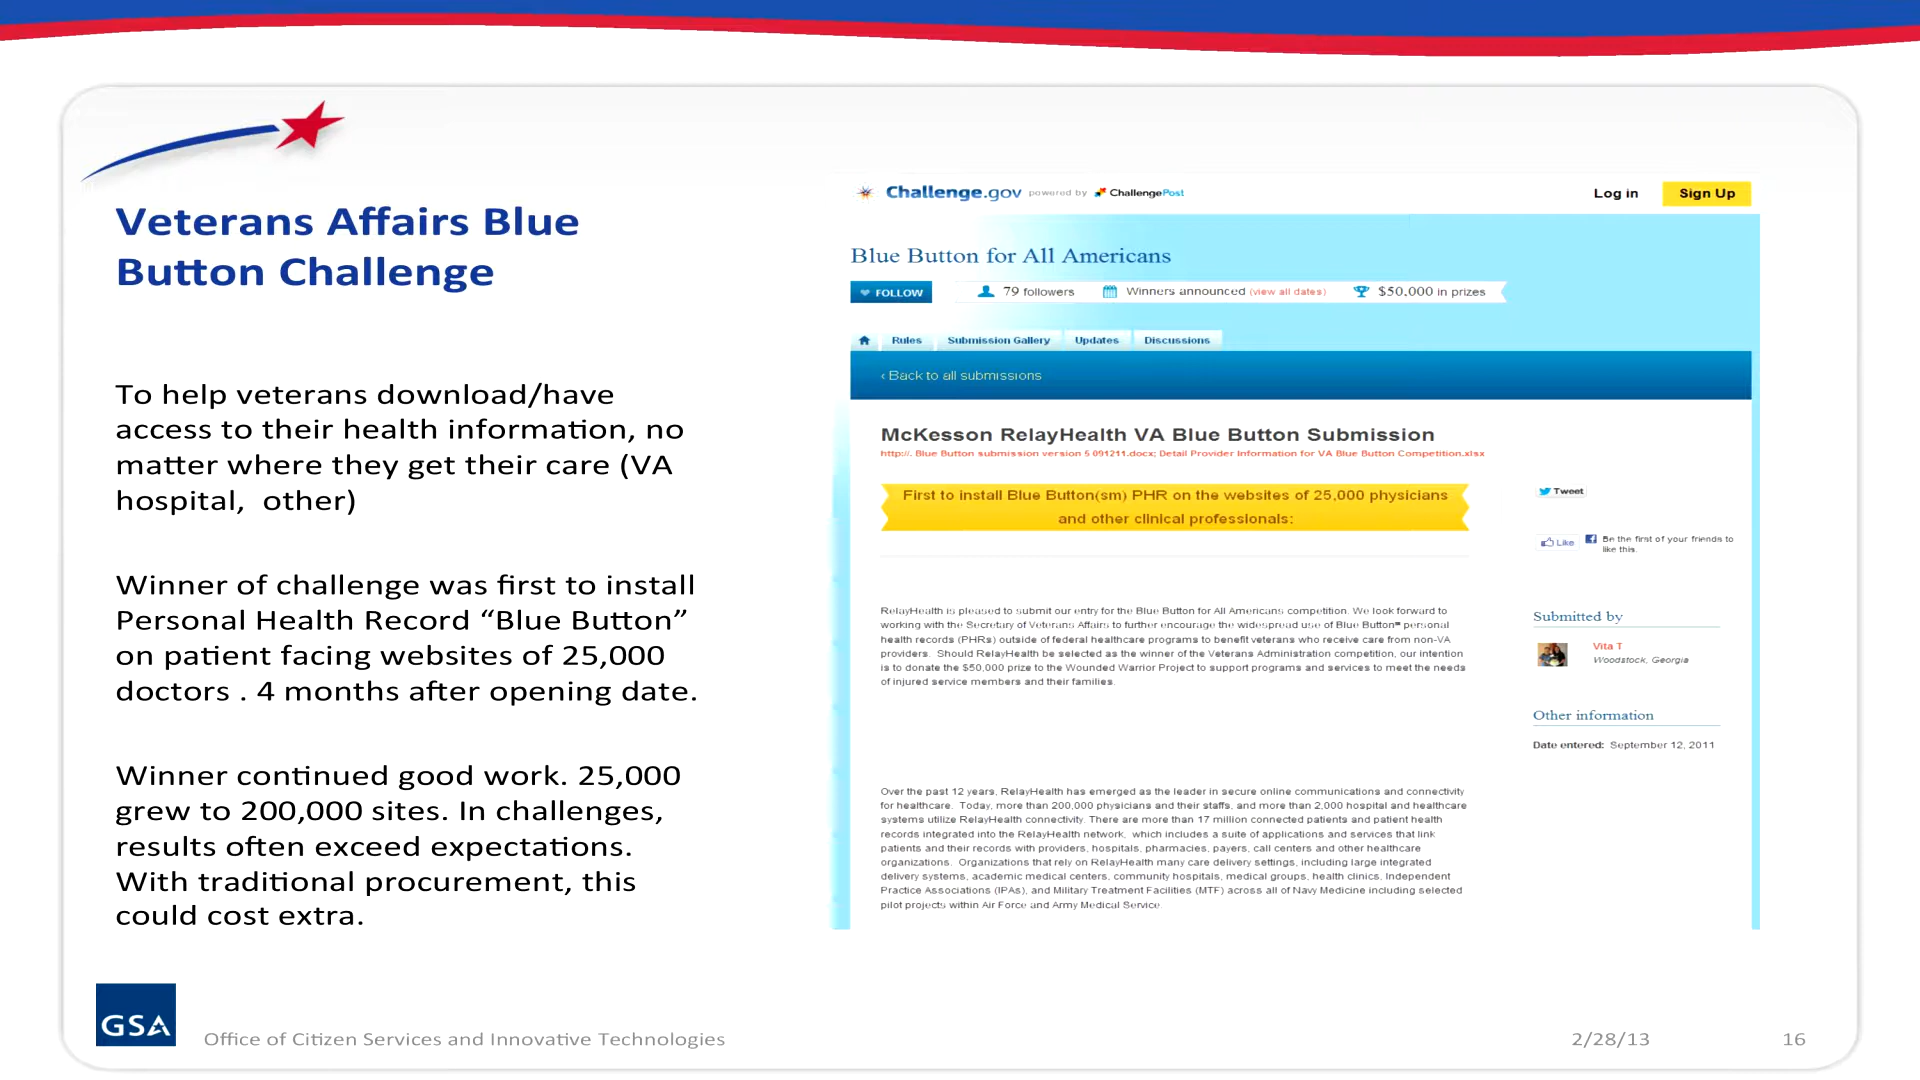 Veterans Affairs Blue
Button Challenge
To help veterans download/have
access to their health information, no
matter where they get their care (VA
hospital, other)
Winner of challenge was first to install
Personal Health Record “Blue Button”
on patient facing websites of 25,000
doctors . 4 months after opening date.
Winner continued good work. 25,000
grew to 200,000 sites. In challenges,
results often exceed expectations.
With traditional procurement, this
could cost extra.
Challenge.gov powered by ChallengePost
Log in
Sign Up
Blue Button for All Americans
FOLLOW
79 followers
Winners announced (view all dates)
$50,000 in prizes
Rules
Submission Gallery
Updates
Discussions
‹ Back to all submissions
McKesson RelayHealth VA Blue Button Submission
http://. Blue Button submission version 5 091211.docx; Detail Provider Information for VA Blue Button Competition.xlsx
First to install Blue Button(sm) PHR on the websites of 25,000 physicians
and other clinical professionals:
RelayHealth is pleased to submit our entry for the Blue Button for All Americans competition. We look forward to
working with the Secretary of Veterans Affairs to further encourage the widespread use of Blue Button℠ personal
health records (PHRs) outside of federal healthcare programs to benefit veterans who receive care from non-VA
providers. Should RelayHealth be selected as the winner of the Veterans Administration competition, our intention
is to donate the $50,000 prize to the Wounded Warrior Project to support programs and services to meet the needs
of injured service members and their families.
Over the past 12 years, RelayHealth has emerged as the leader in secure online communications and connectivity
for healthcare. Today, more than 200,000 physicians and their staffs, and more than 2,000 hospital and healthcare
systems utilize RelayHealth connectivity. There are more than 17 million connected patients and patient health
records integrated into the RelayHealth network, which includes a suite of applications and services that link
patients and their records with providers, hospitals, pharmacies, payers, call centers and other healthcare
organizations. Organizations that rely on RelayHealth many care delivery settings, including large integrated
delivery systems, academic medical centers, community hospitals, medical groups, health clinics. Independent
Practice Associations (IPAs), and Military Treatment Facilities (MTF) across all of Navy Medicine including selected
pilot projects within Air Force and Army Medical Service.
Tweet
Like
Be the first of your friends to
like this.
Submitted by
Vita T
Woodstock, Georgia
Other information
Date entered: September 12, 2011
GSA
Office of Citizen Services and Innovative Technologies
2/28/13
16